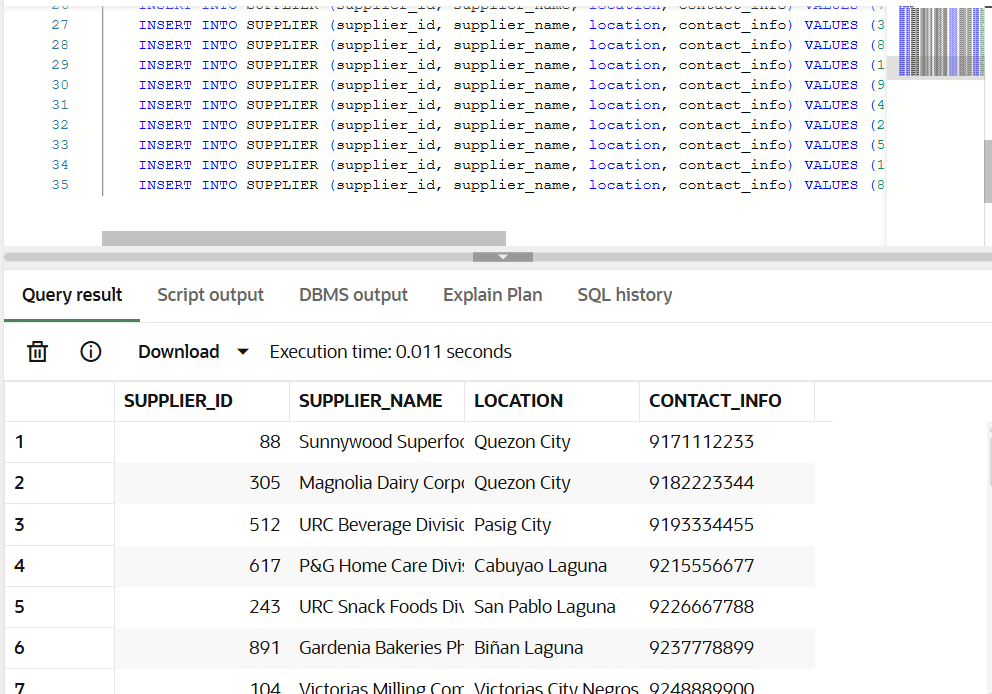 26 INSERT INTO SUPPLIER (supplier_id, supplier_name, location, contact_info) VALUES
27 INSERT INTO SUPPLIER (supplier_id, supplier_name, location, contact_info) VALUES (3
28 INSERT INTO SUPPLIER (supplier_id, supplier_name, location, contact_info) VALUES (8
29 INSERT INTO SUPPLIER (supplier_id, supplier_name, location, contact_info) VALUES (1
30 INSERT INTO SUPPLIER (supplier_id, supplier_name, location, contact_info) VALUES (9
31 INSERT INTO SUPPLIER (supplier_id, supplier_name, location, contact_info) VALUES (4
32 INSERT INTO SUPPLIER (supplier_id, supplier_name, location, contact_info) VALUES (2
33 INSERT INTO SUPPLIER (supplier_id, supplier_name, location, contact_info) VALUES (5
34 INSERT INTO SUPPLIER (supplier_id, supplier_name, location, contact_info) VALUES (1
35 INSERT INTO SUPPLIER (supplier_id, supplier_name, location, contact_info) VALUES (8
Query result Script output DBMS output Explain Plan SQL history
Download Execution time: 0.011 seconds
SUPPLIER_ID SUPPLIER_NAME LOCATION CONTACT_INFO
1 88 Sunnywood Superfoo Quezon City 9171112233
2 305 Magnolia Dairy Corpo Quezon City 9182223344
3 512 URC Beverage Divisio Pasig City 9193334455
4 617 P&G Home Care Divis Cabuyao Laguna 9215556677
5 243 URC Snack Foods Div San Pablo Laguna 9226667788
6 891 Gardenia Bakeries Ph Biñan Laguna 9237778899
7 104 Victorias Milling Com Victorias City Negros 9248889900